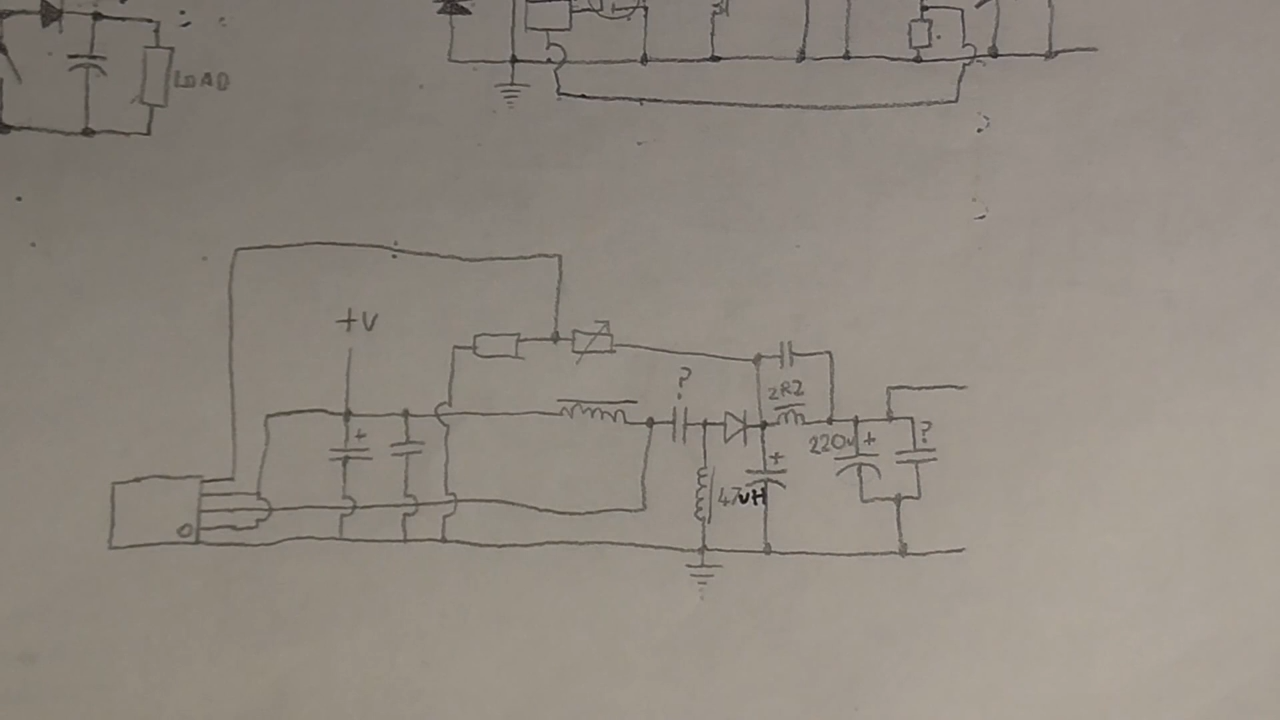 LOAD
+V
?
2R2
220u +
?
+
+
47uH